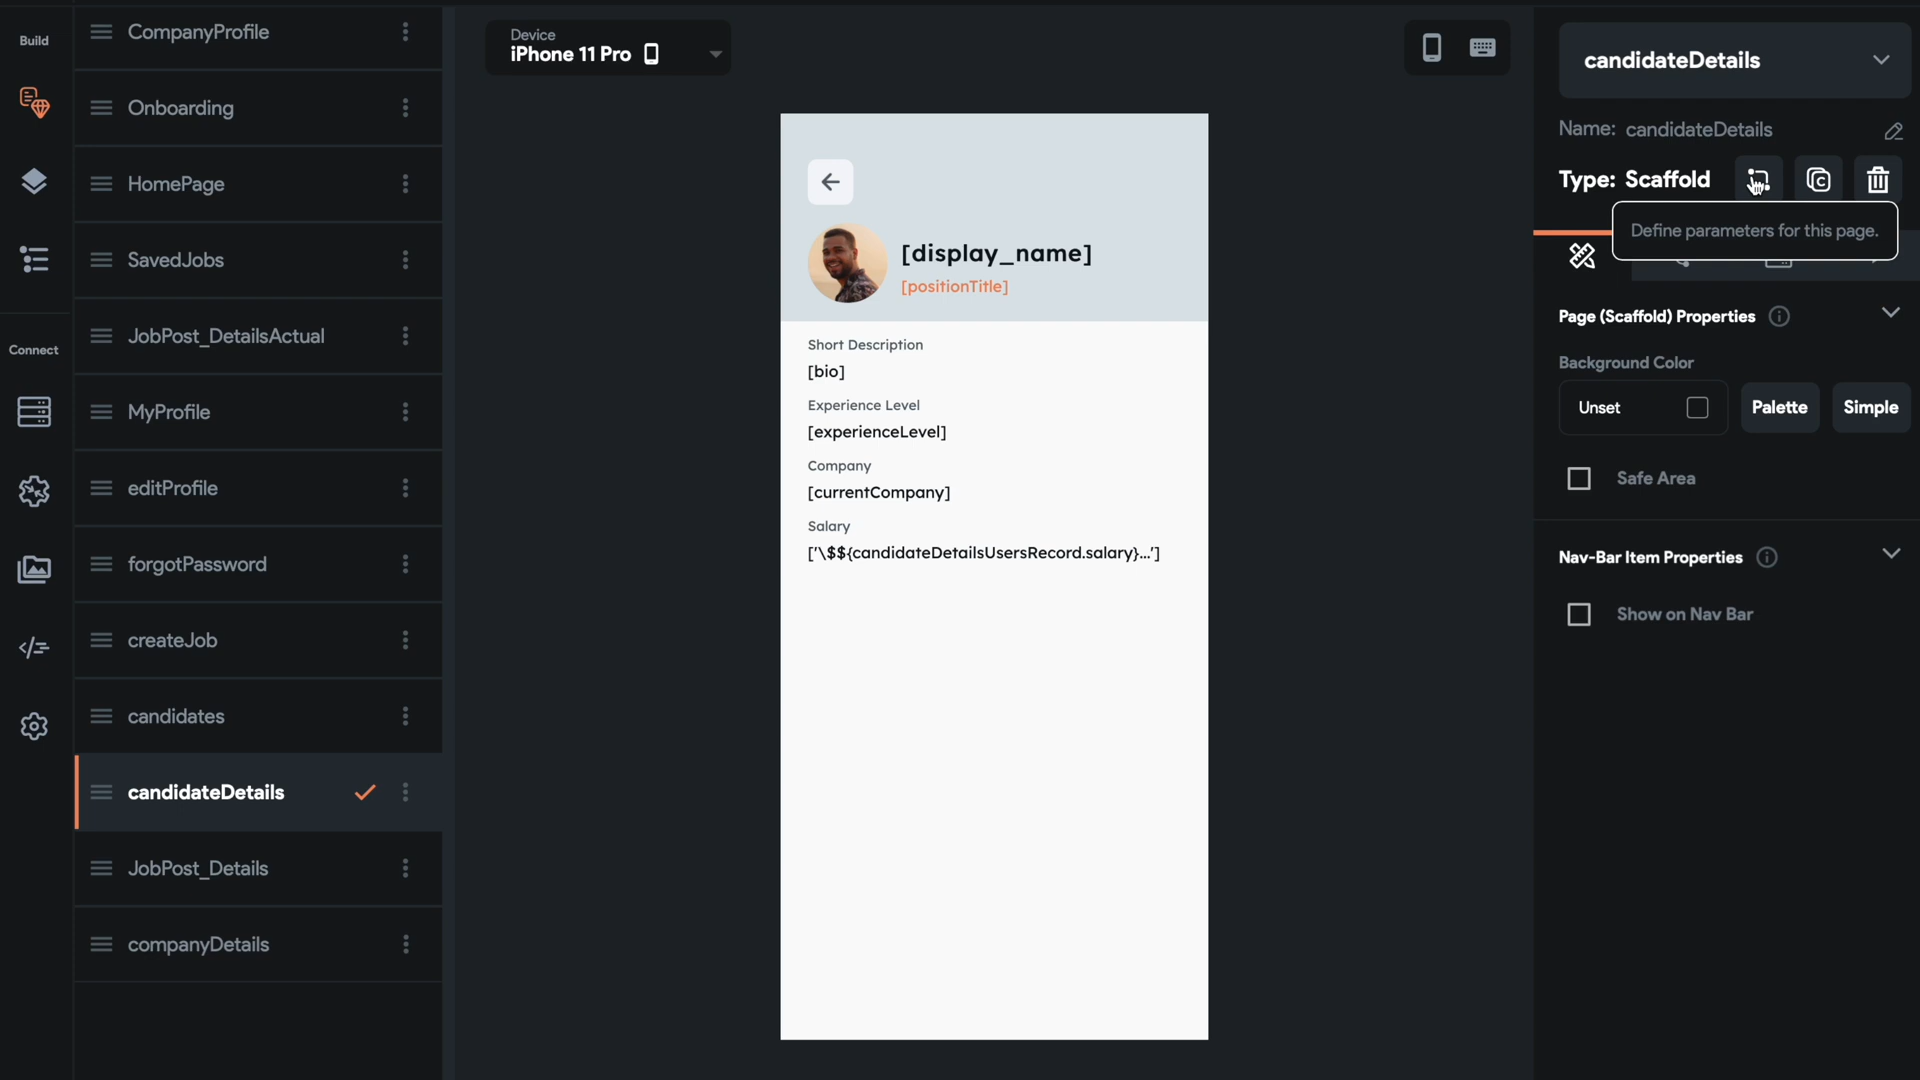 Build
Connect
CompanyProfile
Onboarding
HomePage
SavedJobs
JobPost_DetailsActual
MyProfile
editProfile
forgotPassword
createJob
candidates
candidateDetails
JobPost_Details
companyDetails
Device
iPhone 11 Pro
[display_name]
[positionTitle]
Short Description
[bio]
Experience Level
[experienceLevel]
Company
[currentCompany]
Salary
['\$${candidateDetailsUsersRecord.salary}...']
candidateDetails
Name: candidateDetails
Type: Scaffold
Define parameters for this page.
Page (Scaffold) Properties
Background Color
Unset
Palette
Simple
Safe Area
Nav-Bar Item Properties
Show on Nav Bar